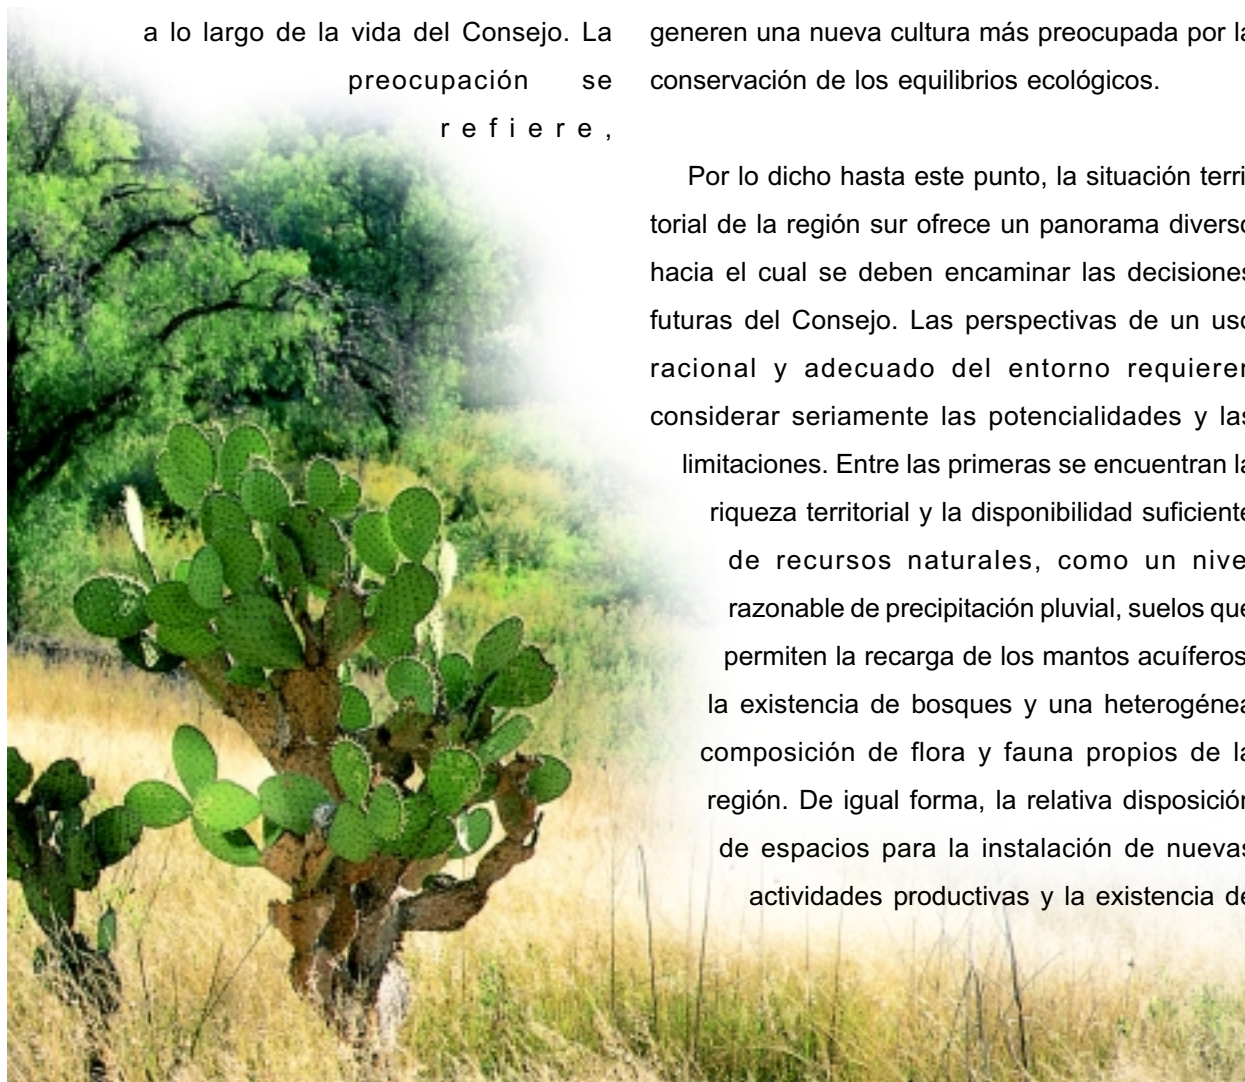 a lo largo de la vida del Consejo. La
preocupación se
refiere,
generen una nueva cultura más preocupada por la
conservación de los equilibrios ecológicos.
Por lo dicho hasta este punto, la situación terri
torial de la región sur ofrece un panorama diverso
hacia el cual se deben encaminar las decisiones
futuras del Consejo. Las perspectivas de un uso
racional y adecuado del entorno requieren
considerar seriamente las potencialidades y las
limitaciones. Entre las primeras se encuentran la
riqueza territorial y la disponibilidad suficiente
de recursos naturales, como un nive
razonable de precipitación pluvial, suelos que
permiten la recarga de los mantos acuíferos
la existencia de bosques y una heterogénea
composición de flora y fauna propios de la
región. De igual forma, la relativa disposición
de espacios para la instalación de nuevas
actividades productivas y la existencia de